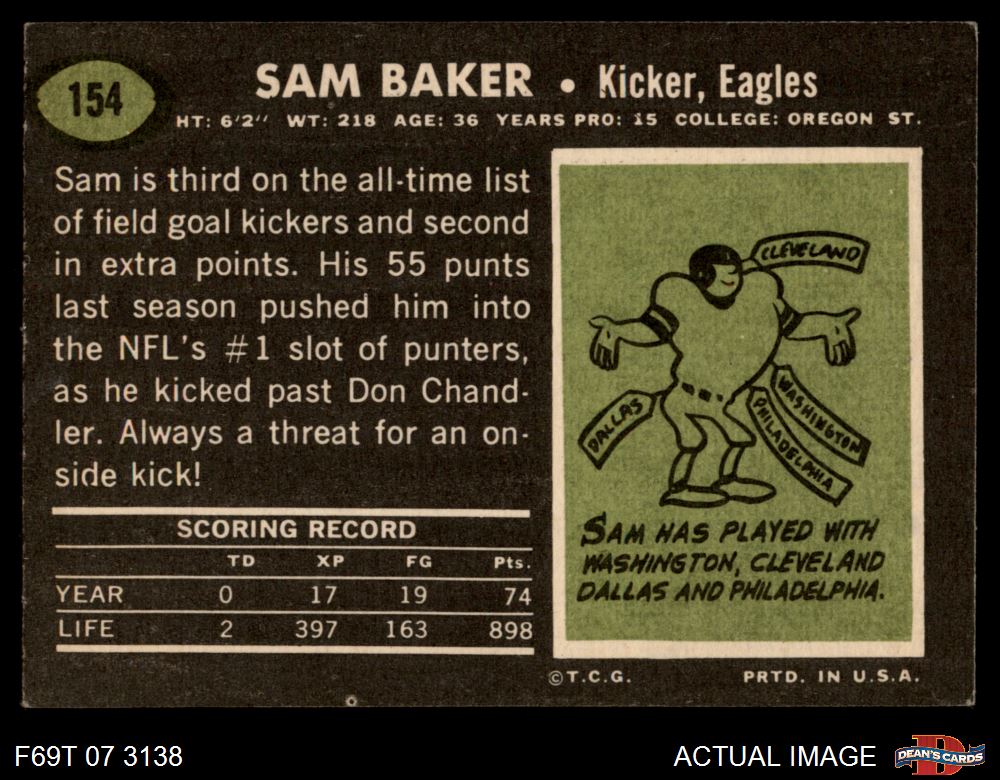 154
SAM BAKER • Kicker, Eagles
HT: 6'2" WT: 218 AGE: 36 YEARS PRO: 15 COLLEGE: OREGON ST.
Sam is third on the all-time list
of field goal kickers and second
in extra points. His 55 punts
last season pushed him into
the NFL's #1 slot of punters,
as he kicked past Don Chand-
ler. Always a threat for an on-
side kick!
SCORING RECORD
TD XP FG Pts.
YEAR 0 17 19 74
LIFE 2 397 163 898
CLEVELAND
DALLAS
WASHINGTON
PHILADELPHIA
SAM HAS PLAYED WITH
WASHINGTON, CLEVELAND
DALLAS AND PHILADELPHIA.
©T.C.G. PRTD. IN U.S.A.
F69T 07 3138
ACTUAL IMAGE
D
DEAN'S CARDS